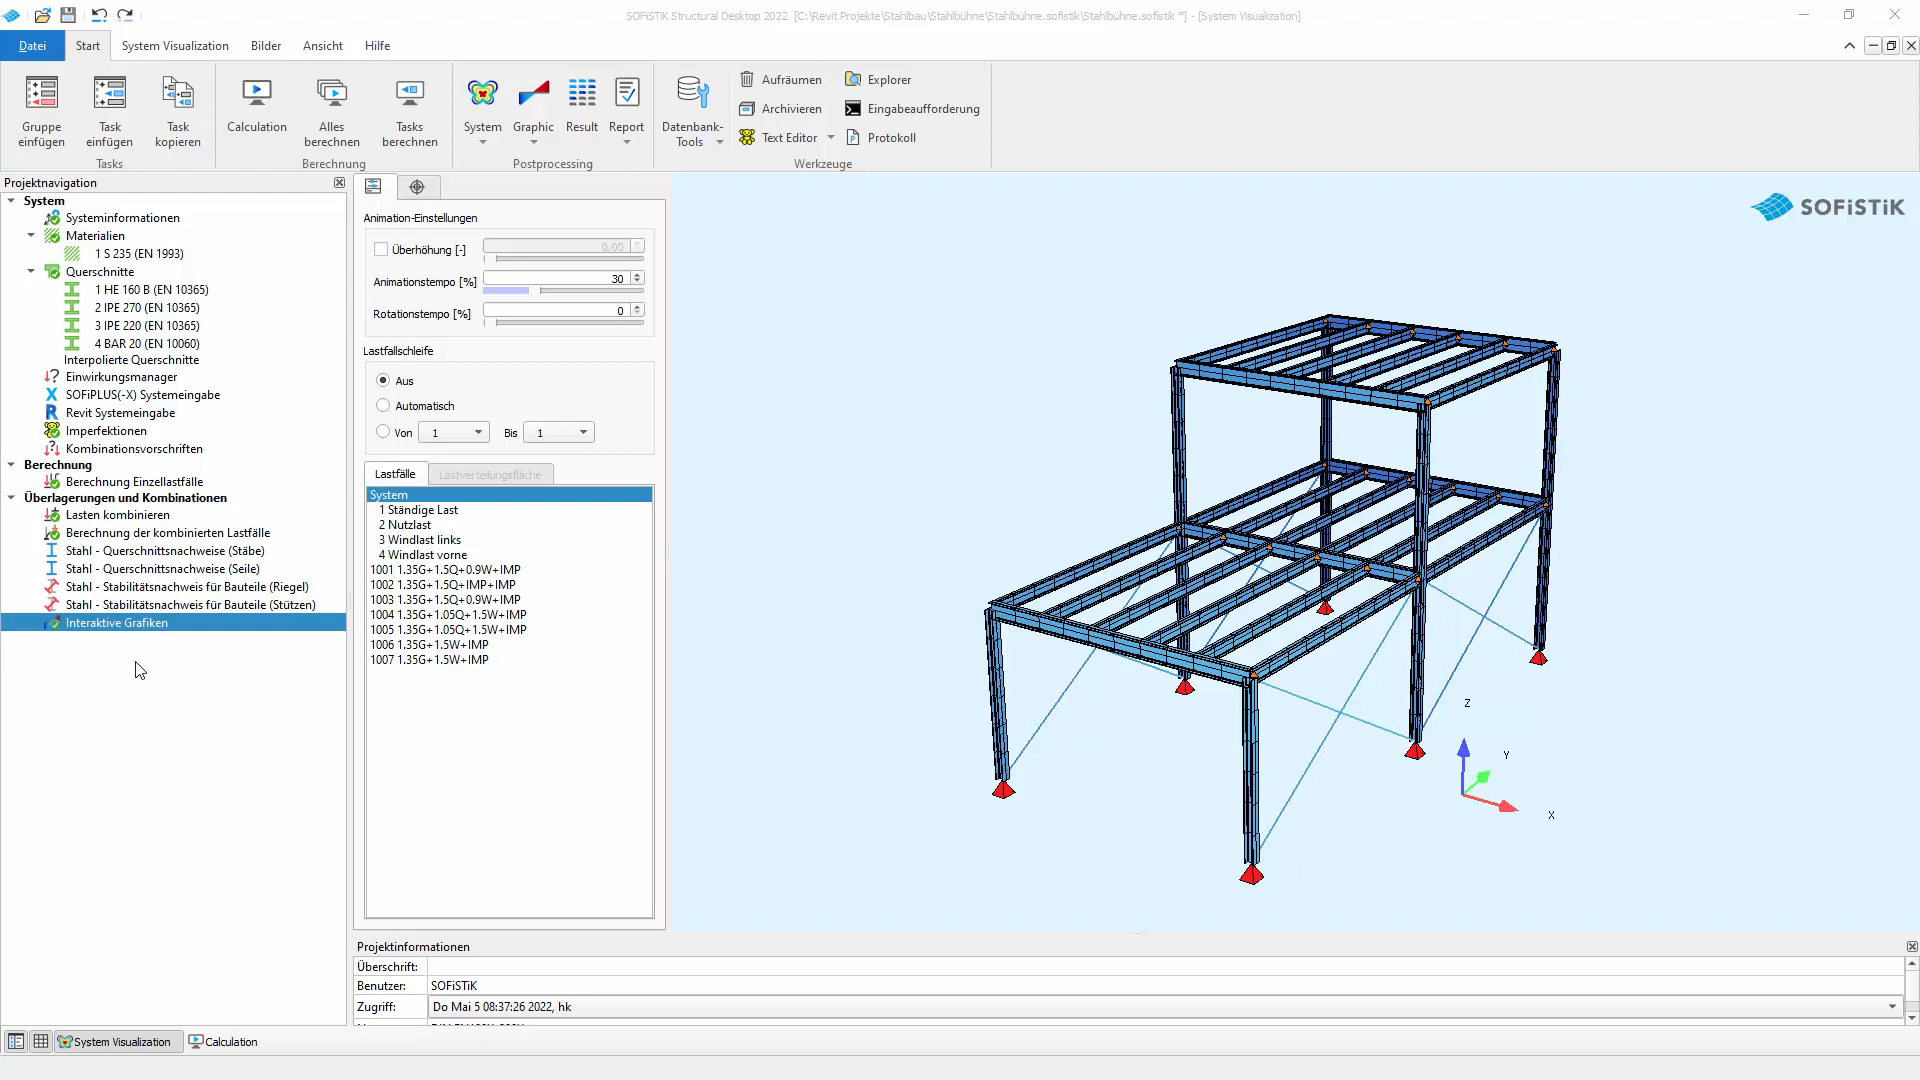 SOFiSTiK Structural Desktop 2022 [C:\Revit Projekte\Stahlbau\Stahlbühne\Stahlbühne.sofistik\Stahlbühne.sofistik *] - [System Visualization]
Datei Start System Visualization Bilder Ansicht Hilfe
Gruppe einfügen
Task einfügen
Task kopieren
Tasks
Calculation
Alles berechnen
Tasks berechnen
Berechnung
System
Graphic
Result
Report
Postprocessing
Datenbank-Tools
Aufräumen
Explorer
Archivieren
Eingabeaufforderung
Text Editor
Protokoll
Werkzeuge
Projektnavigation
System
Systeminformationen
Materialien
1 S 235 (EN 1993)
Querschnitte
1 HE 160 B (EN 10365)
2 IPE 270 (EN 10365)
3 IPE 220 (EN 10365)
4 BAR 20 (EN 10060)
Interpolierte Querschnitte
Einwirkungsmanager
SOFiPLUS(-X) Systemeingabe
Revit Systemeingabe
Imperfektionen
Kombinationsvorschriften
Berechnung
Berechnung Einzellastfälle
Überlagerungen und Kombinationen
Lasten kombinieren
Berechnung der kombinierten Lastfälle
Stahl - Querschnittsnachweise (Stäbe)
Stahl - Querschnittsnachweise (Seile)
Stahl - Stabilitätsnachweis für Bauteile (Riegel)
Stahl - Stabilitätsnachweis für Bauteile (Stützen)
Interaktive Grafiken
Animation-Einstellungen
Überhöhung [-] 0.00
Animationstempo [%] 30
Rotationstempo [%] 0
Lastfallschleife
Aus
Automatisch
Von 1 Bis 1
Lastfälle Lastverteilungsfläche
System
1 Ständige Last
2 Nutzlast
3 Windlast links
4 Windlast vorne
1001 1.35G+1.5Q+0.9W+IMP
1002 1.35G+1.5Q+IMP+IMP
1003 1.35G+1.5Q+0.9W+IMP
1004 1.35G+1.05Q+1.5W+IMP
1005 1.35G+1.05Q+1.5W+IMP
1006 1.35G+1.5W+IMP
1007 1.35G+1.5W+IMP
SOFiSTiK
Z
Y
X
Projektinformationen
Überschrift:
Benutzer: SOFiSTiK
Zugriff: Do Mai 5 08:37:26 2022, hk
System Visualization Calculation